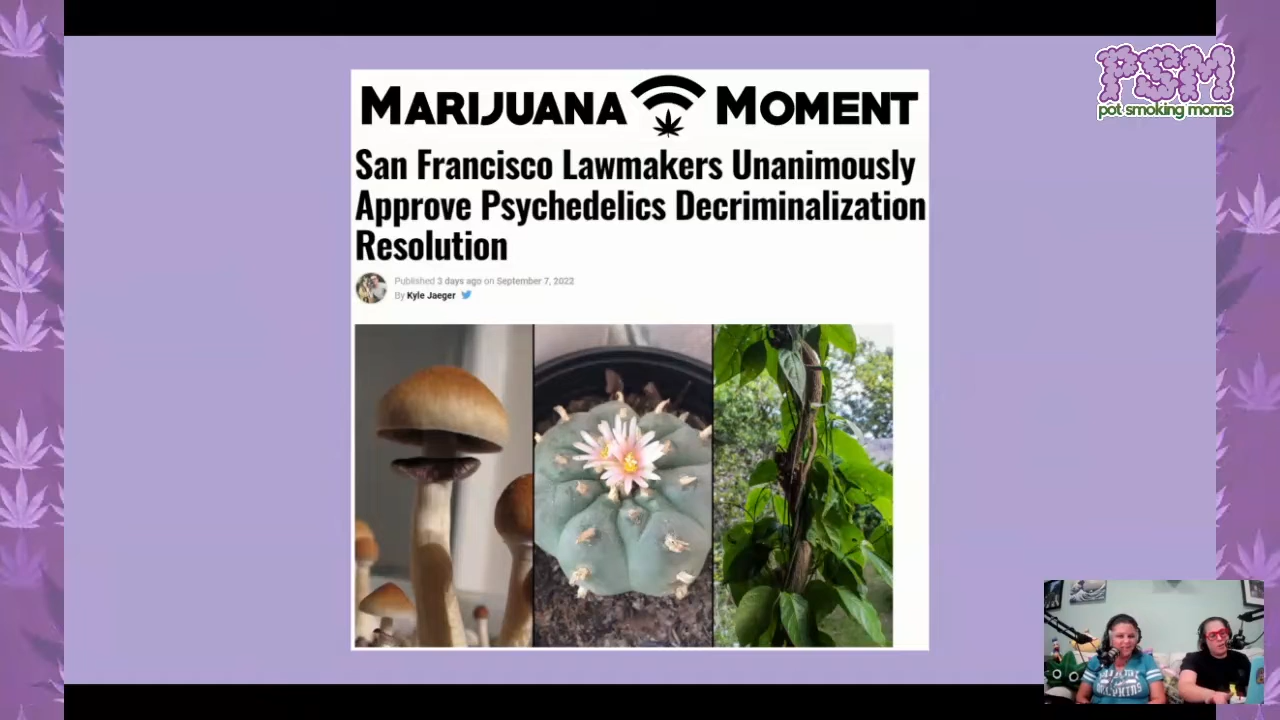 PSM
pot smoking moms
MARIJUANA MOMENT
San Francisco Lawmakers Unanimously
Approve Psychedelics Decriminalization
Resolution
Published 3 days ago on September 7, 2022
By Kyle Jaeger
DOLPHINS